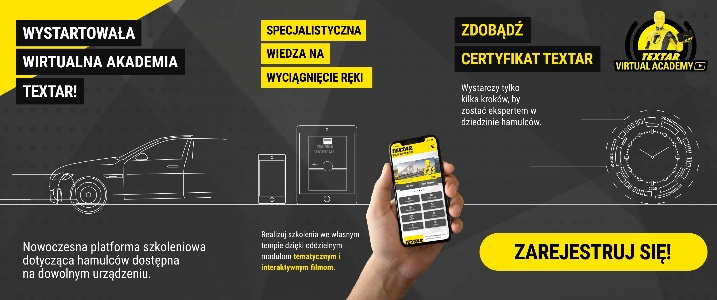 WYSTARTOWAŁA
WIRTUALNA AKADEMIA
TEXTAR!
Nowoczesna platforma szkoleniowa
dotycząca hamulców dostępna
na dowolnym urządzeniu.
SPECJALISTYCZNA
WIEDZA NA
WYCIĄGNIĘCIE RĘKI
Realizuj szkolenia we własnym
tempie dzięki oddzielnym
modułom tematycznym i
interaktywnym filmom.
TEXTAR
TEXTAR
ZDOBĄDŹ
CERTYFIKAT TEXTAR
Wystarczy tylko
kilka kroków, by
zostać ekspertem w
dziedzinie hamulców.
TEXTAR
VIRTUAL ACADEMY
ZAREJESTRUJ SIĘ!